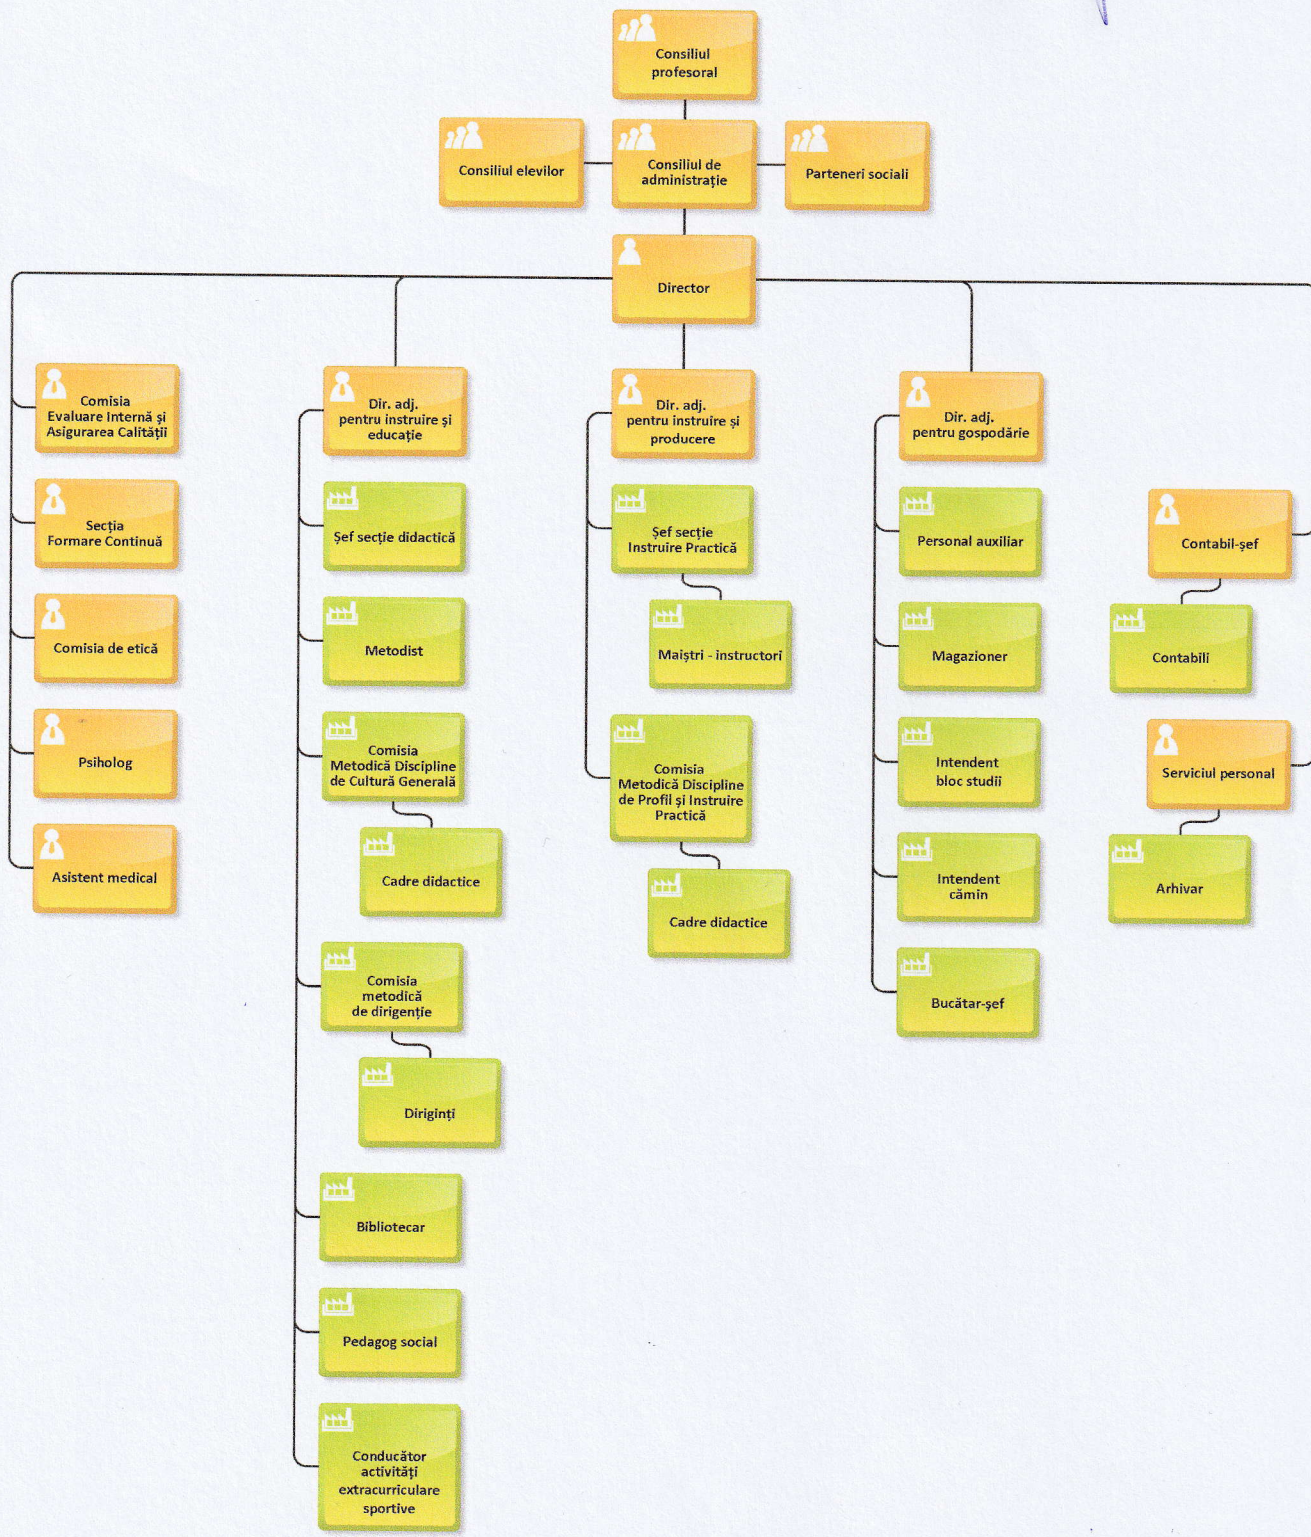 Consiliul
profesoral
Consiliul elevilor
Consiliul de
administrație
Parteneri sociali
Director
Comisia
Evaluare Internă și
Asigurarea Calității
Secția
Formare Continuă
Comisia de etică
Psiholog
Asistent medical
Dir. adj.
pentru instruire și
educație
Șef secție didactică
Metodist
Comisia
Metodică Discipline
de Cultură Generală
Cadre didactice
Comisia
metodică
de dirigenție
Diriginți
Bibliotecar
Pedagog social
Conducător
activități
extracurriculare
sportive
Dir. adj.
pentru instruire și
producere
Șef secție
Instruire Practică
Maiștri - instructori
Comisia
Metodică Discipline
de Profil și Instruire
Practică
Cadre didactice
Dir. adj.
pentru gospodărie
Personal auxiliar
Magazioner
Intendent
bloc studii
Intendent
cămin
Bucătar-șef
Contabil-șef
Contabili
Serviciul personal
Arhivar